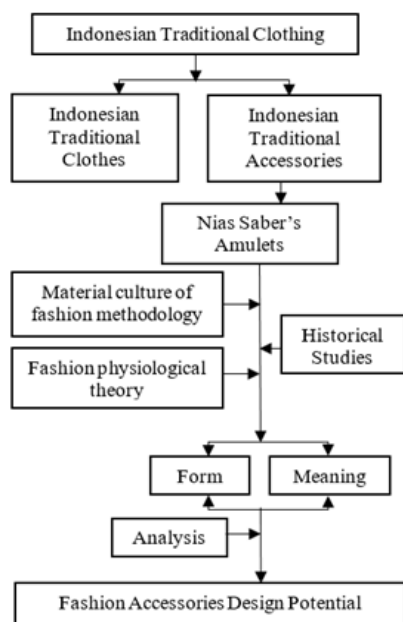 Indonesian Traditional Clothing
Indonesian
Traditional
Clothes
Indonesian
Traditional
Accessories
Nias Saber's
Amulets
Material culture of
fashion methodology
Historical
Studies
Fashion physiological
theory
Form
Meaning
Analysis
Fashion Accessories Design Potential